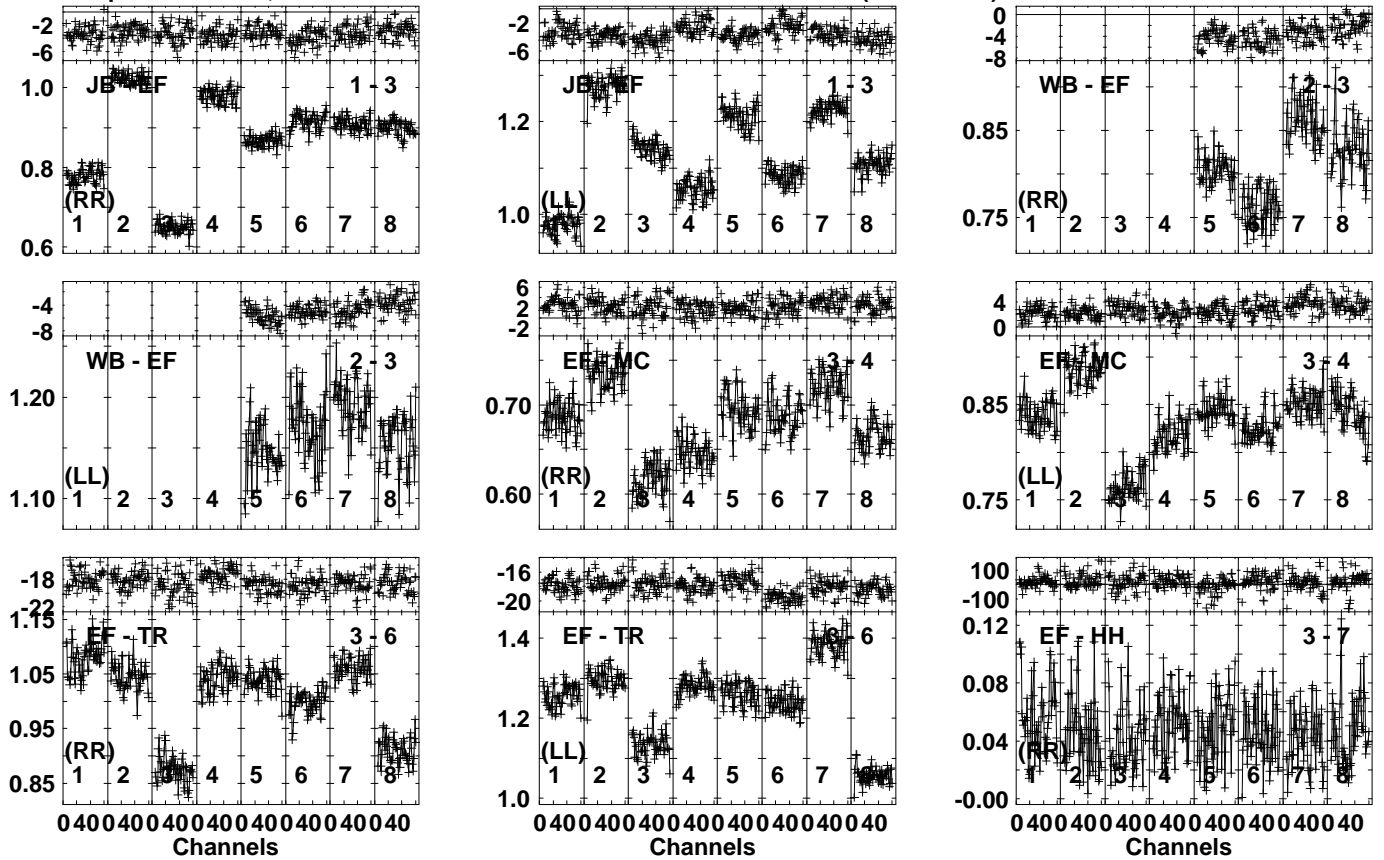 -2
-6
1.0
0.8
0.6
JB - EF 1 - 3
(RR)
1 2 3 4 5 6 7 8
-2
-6
1.2
1.0
JB - EF 1 - 3
(LL)
1 2 3 4 5 6 7 8
0
-4
-8
0.85
0.75
WB - EF 2 - 3
(RR)
1 2 3 4 5 6 7 8
-4
-8
1.20
1.10
WB - EF 2 - 3
(LL)
1 2 3 4 5 6 7 8
6
2
-2
0.70
0.60
EF - MC 3 - 4
(RR)
1 2 3 4 5 6 7 8
4
0
0.85
0.75
EF - MC 3 - 4
(LL)
1 2 3 4 5 6 7 8
-18
-22
1.15
1.05
0.95
0.85
EF - TR 3 - 6
(RR)
1 2 3 4 5 6 7 8
0 40 0 40 0 40 0 40 0 40 0 40 0 40 0 40
Channels
-16
-20
1.4
1.2
1.0
EF - TR 3 - 6
(LL)
1 2 3 4 5 6 7 8
0 40 0 40 0 40 0 40 0 40 0 40 0 40 0 40
Channels
100
-100
0.12
0.08
0.04
-0.00
EF - HH 3 - 7
(RR)
1 2 3 4 5 6 7 8
0 40 0 40 0 40 0 40 0 40 0 40 0 40 0 40
Channels